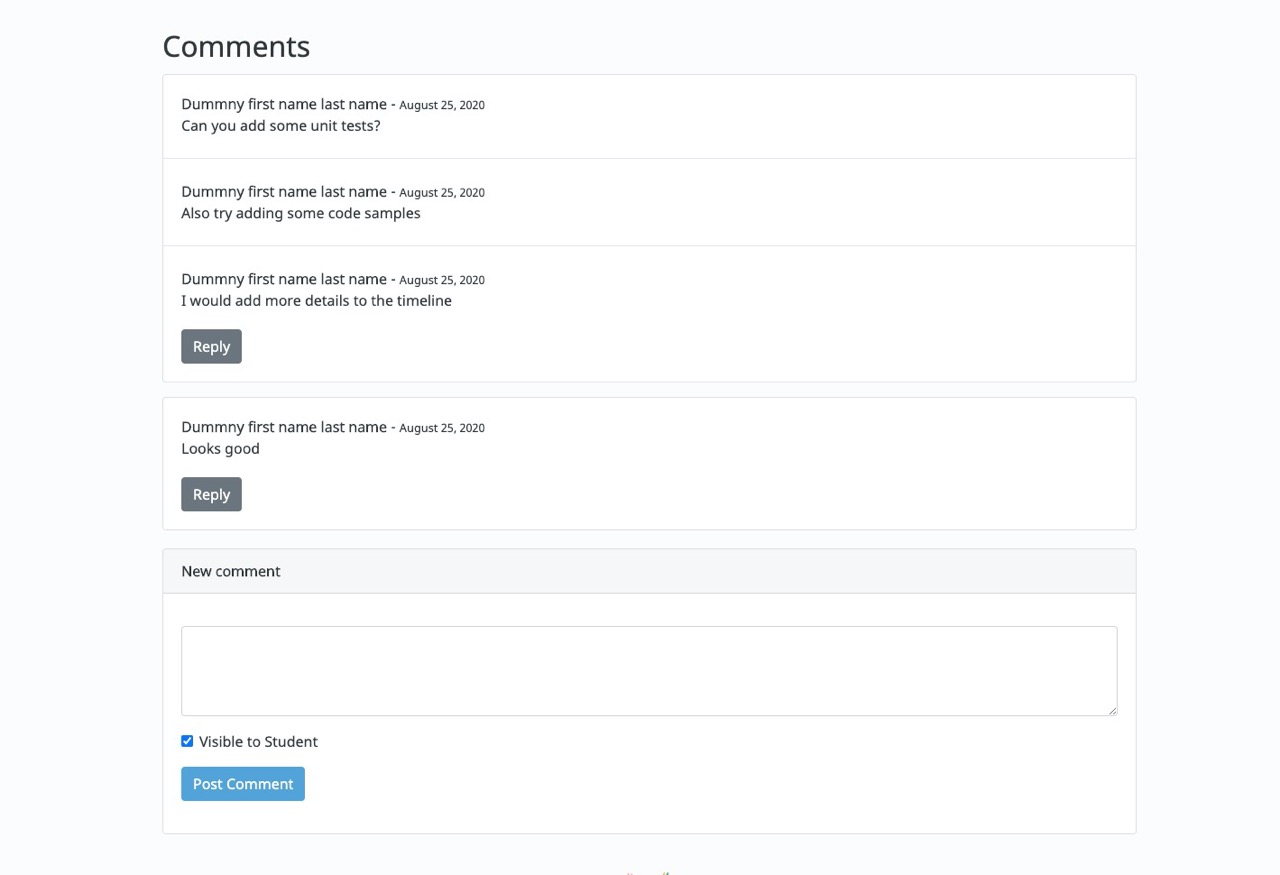 Comments
Dummny first name last name - August 25, 2020
Can you add some unit tests?
Dummny first name last name - August 25, 2020
Also try adding some code samples
Dummny first name last name - August 25, 2020
I would add more details to the timeline
Reply
Dummny first name last name - August 25, 2020
Looks good
Reply
New comment
Visible to Student
Post Comment